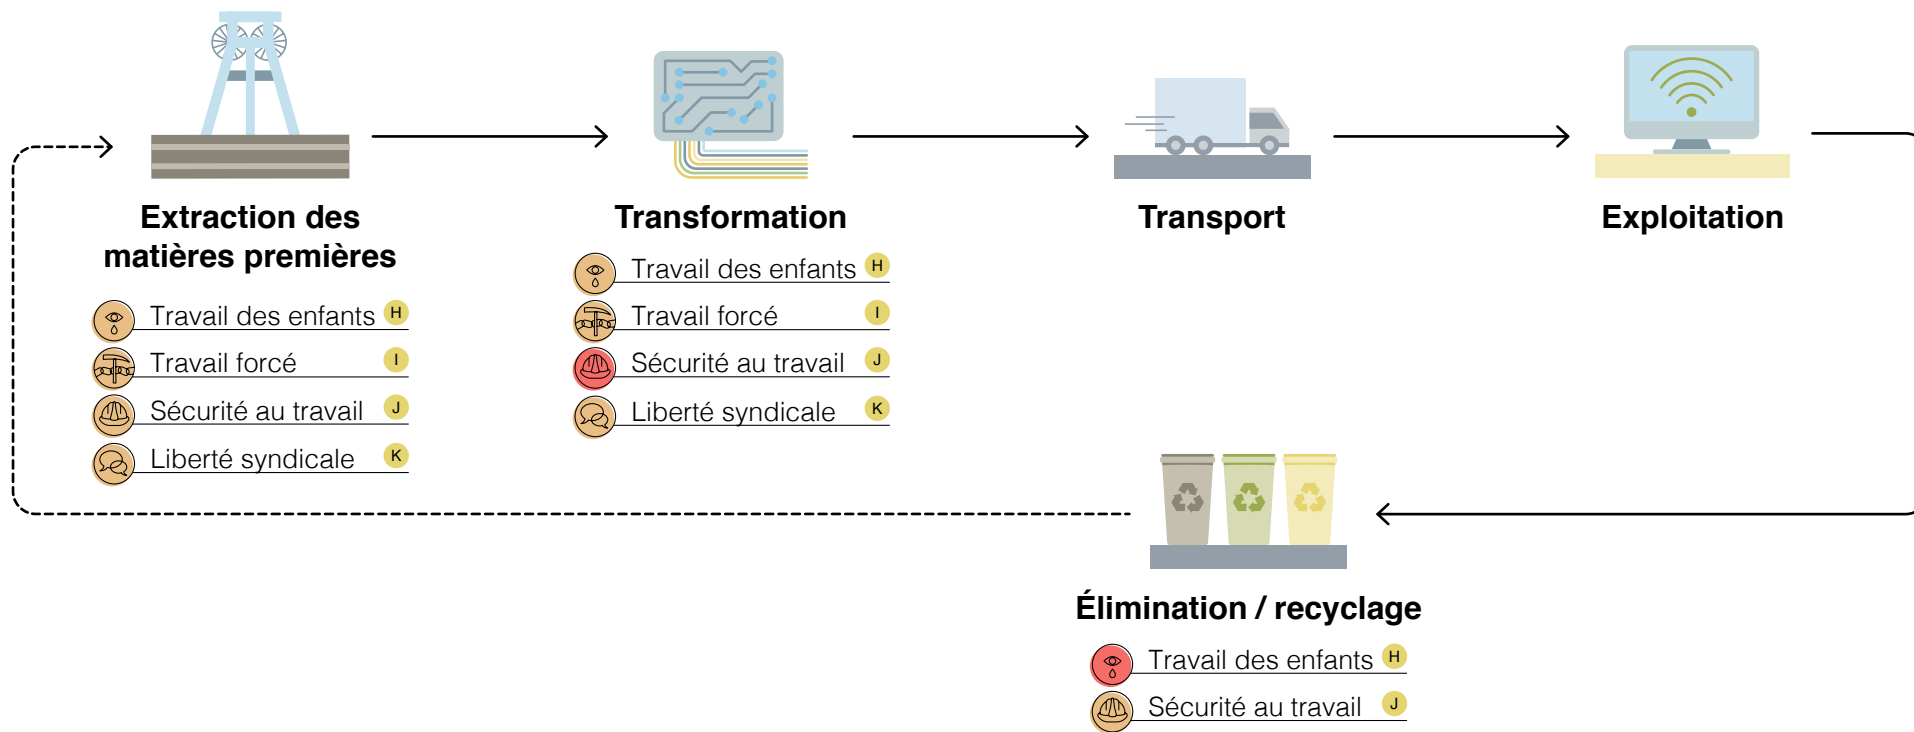 Extraction des
matières premières
Travail des enfants H
Travail forcé I
Sécurité au travail J
Liberté syndicale K
Transformation
Travail des enfants H
Travail forcé I
Sécurité au travail J
Liberté syndicale K
Transport
Exploitation
Élimination / recyclage
Travail des enfants H
Sécurité au travail J